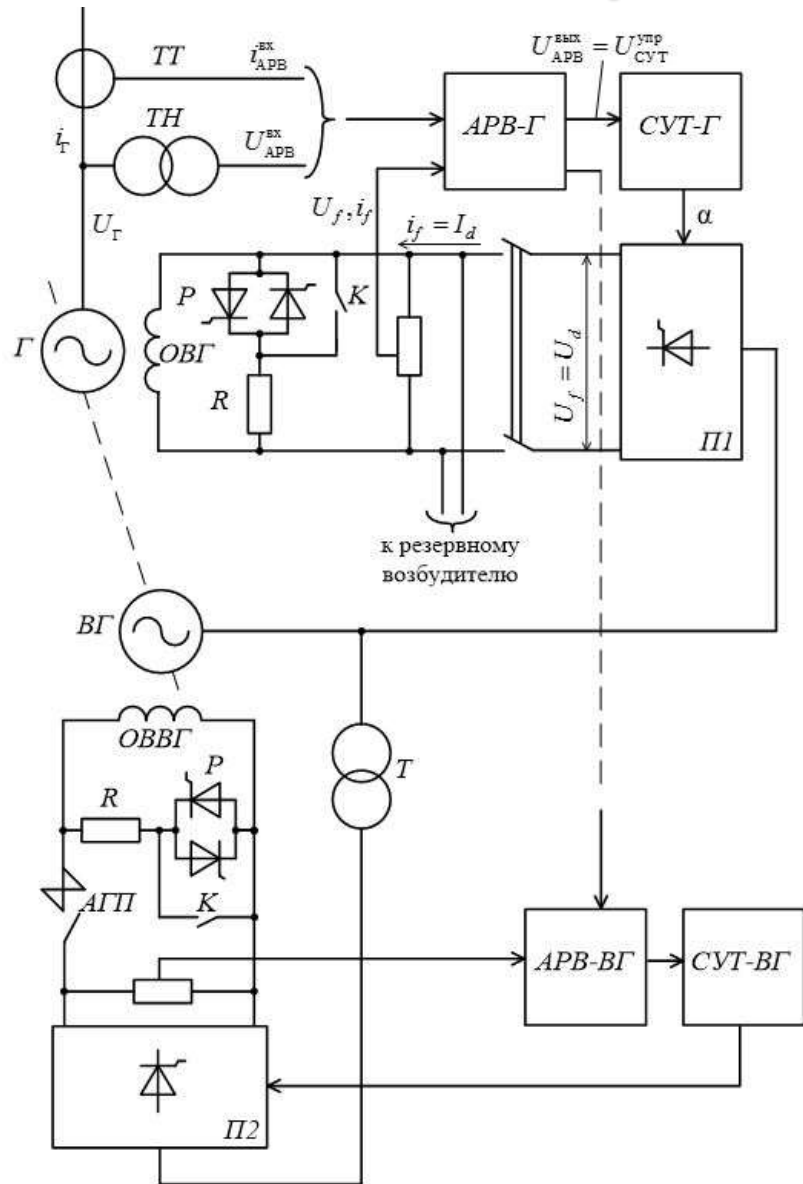 ТТ
i_АРВ^вх
U_АРВ^вых = U_СУТ^упр
ТН
АРВ-Г
СУТ-Г
i_Г
U_АРВ^вх
U_f, i_f
α
U_Г
i_f = I_d
P
K
Г
ОВГ
R
U_f = U_d
П1
к резервному
возбудителю
ВГ
ОВВГ
P
Т
R
АГП
K
АРВ-ВГ
СУТ-ВГ
П2